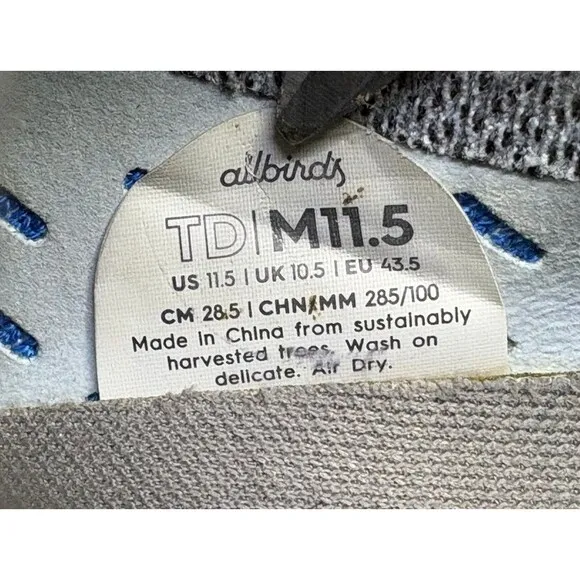 allbirds
TD|M11.5
US 11.5 | UK 10.5 | EU 43.5
CM 28.5 | CHN/MM 285/100
Made in China from sustainably
harvested trees. Wash on
delicate. Air Dry.